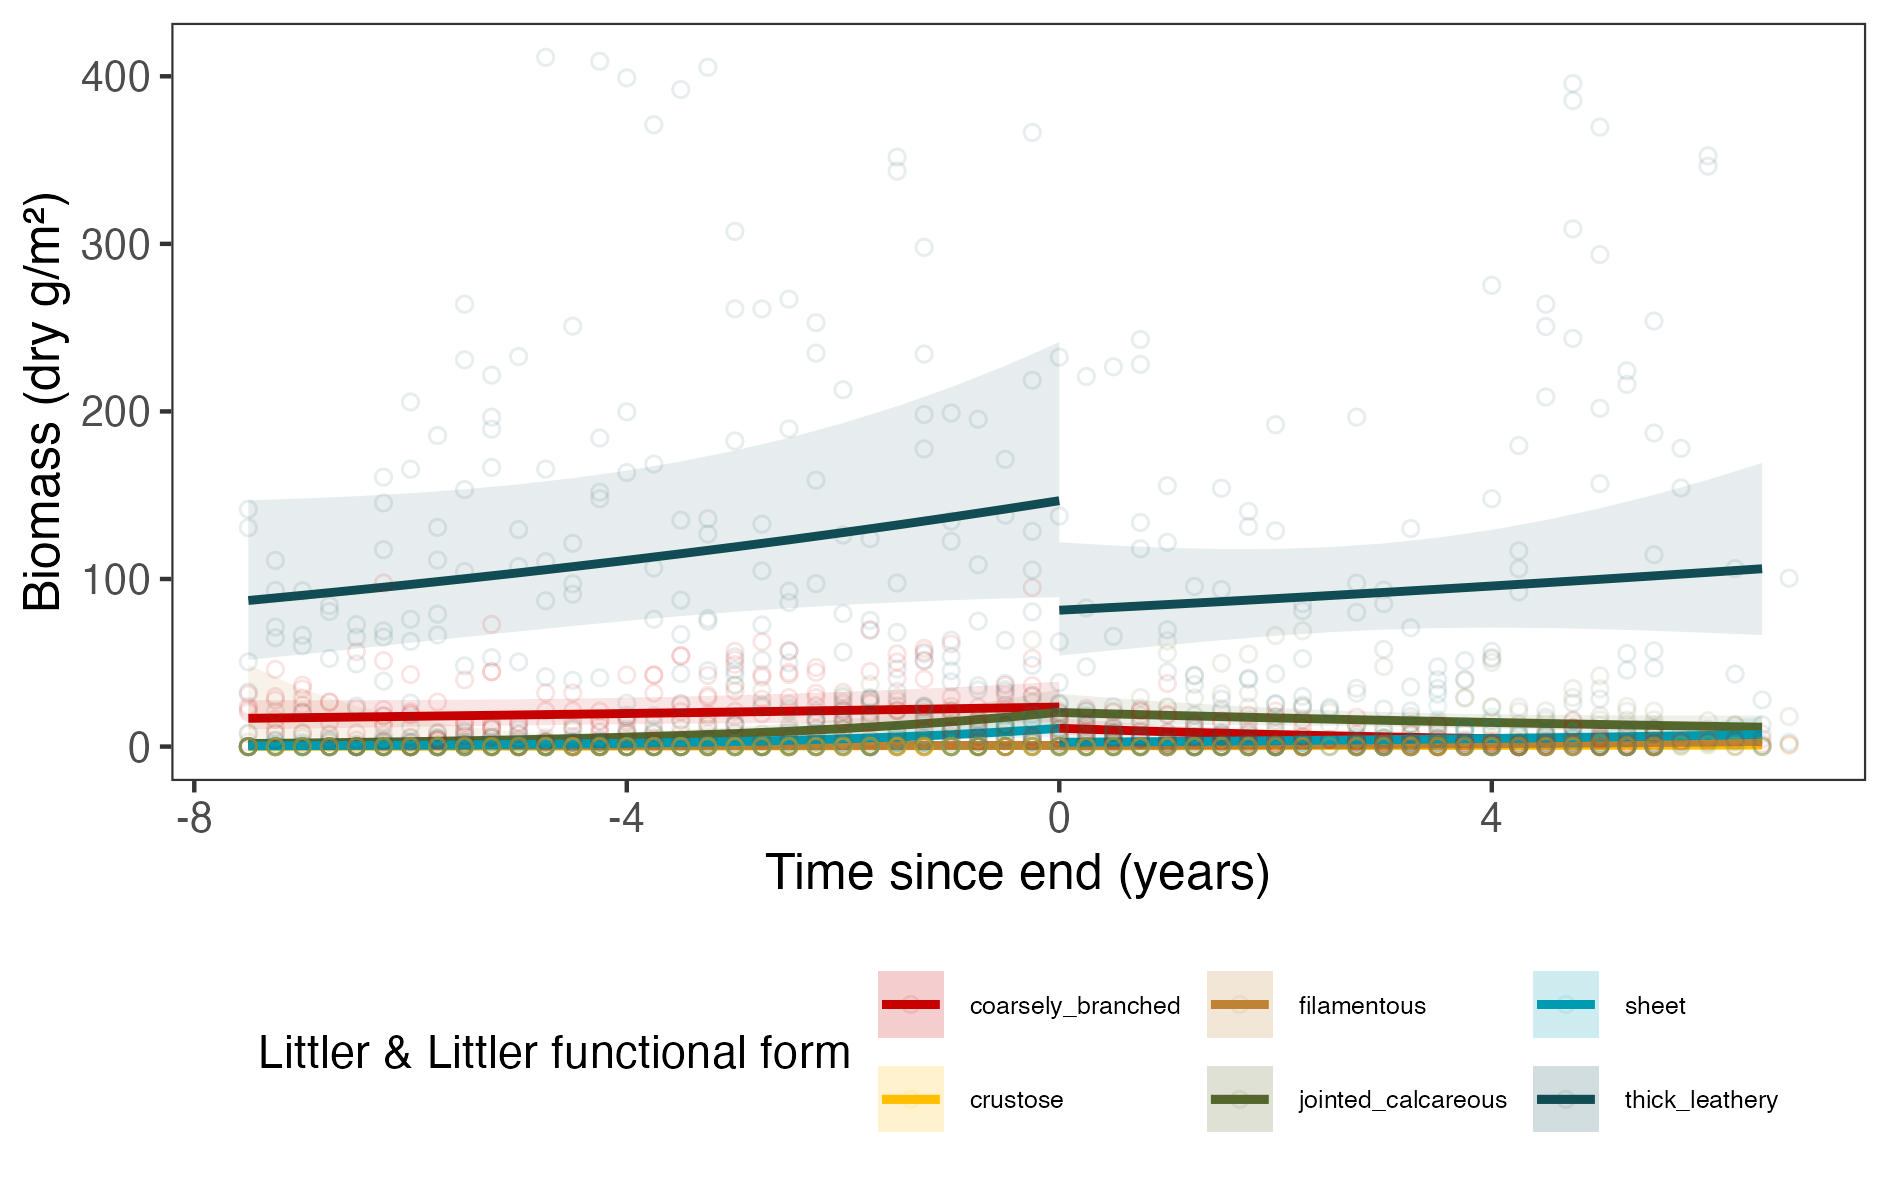 400
300
200
100
0
Biomass (dry g/m²)
-8 -4 0 4
Time since end (years)
Littler & Littler functional form
coarsely_branched filamentous sheet
crustose jointed_calcareous thick_leathery